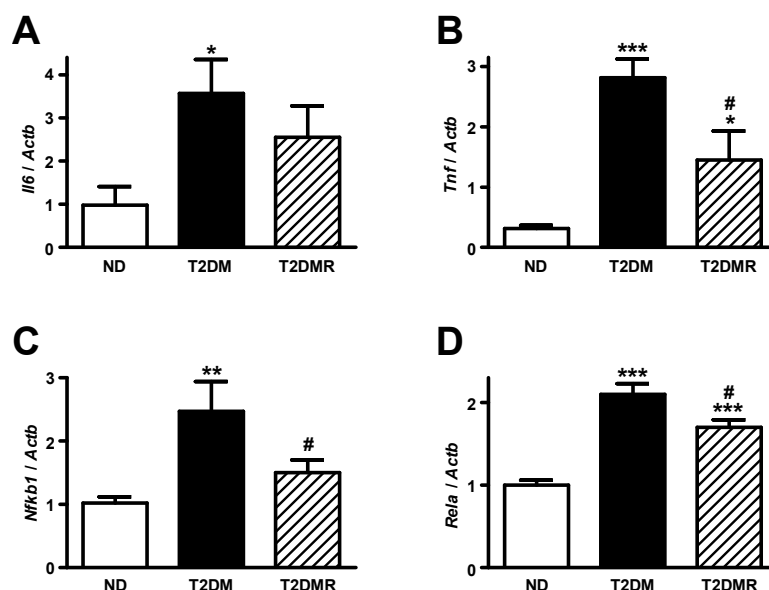 A
Il6 / Actb
4
3
2
1
0
*
ND T2DM T2DMR
B
Tnf / Actb
3
2
1
0
***
#
*
ND T2DM T2DMR
C
Nfkb1 / Actb
3
2
1
0
**
#
ND T2DM T2DMR
D
Rela / Actb
2
1
0
***
#
***
ND T2DM T2DMR